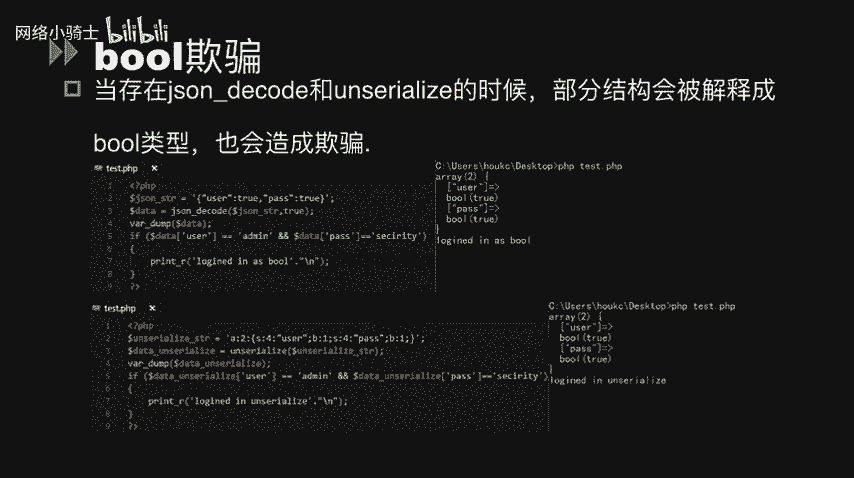 网络小骑士 bilibili
bool欺骗
当存在json_decode和unserialize的时候，部分结构会被解释成
bool类型，也会造成欺骗.
test.php ×
1 <?php
2 $json_str = '{"user":true,"pass":true}';
3 $data = json_decode($json_str,true);
4 var_dump($data);
5 if ($data['user'] == 'admin' && $data['pass']=='secirity')
6 {
7 print_r('logined in as bool'."\n");
8 }
9 ?>
C:\Users\houkc\Desktop>php test.php
array(2) {
["user"]=>
bool(true)
["pass"]=>
bool(true)
}
logined in as bool
test.php ×
1 <?php
2 $unserialize_str = 'a:2:{s:4:"user";b:1;s:4:"pass";b:1;}';
3 $data_unserialize = unserialize($unserialize_str);
4 var_dump($data_unserialize);
5 if ($data_unserialize['user'] == 'admin' && $data_unserialize['pass']=='secirity')
6 {
7 print_r('logined in unserialize'."\n");
8 }
9 ?>
C:\Users\houkc\Desktop>php test.php
array(2) {
["user"]=>
bool(true)
["pass"]=>
bool(true)
}
logined in unserialize